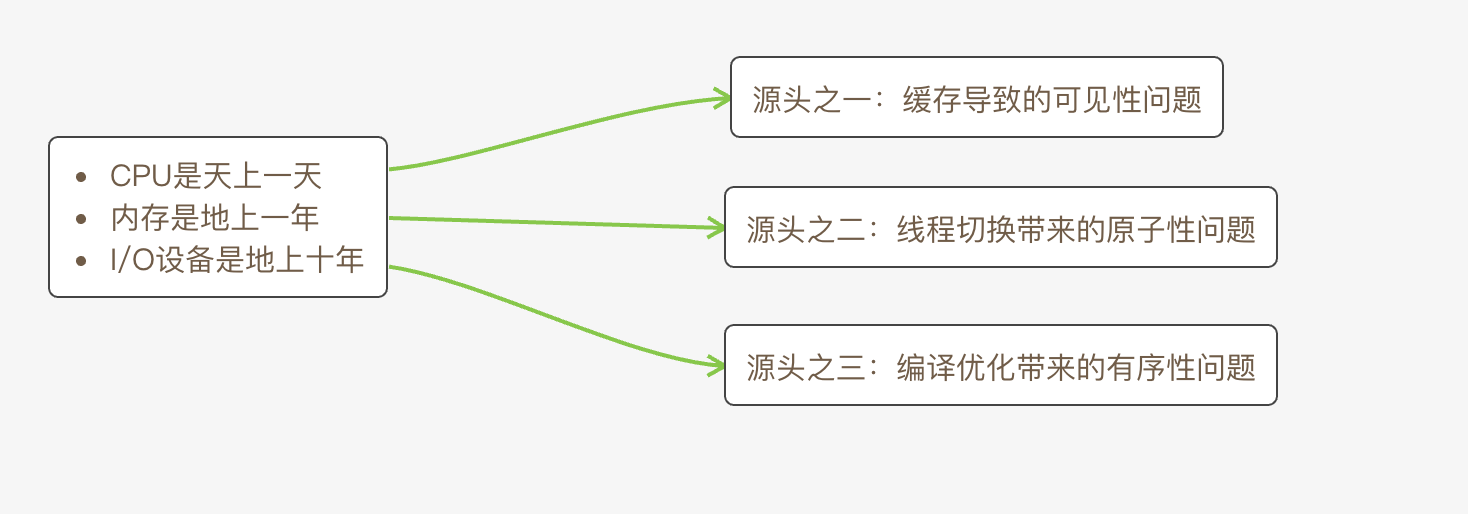 CPU是天上一天
内存是地上一年
I/O设备是地上十年
源头之一：缓存导致的可见性问题
源头之二：线程切换带来的原子性问题
源头之三：编译优化带来的有序性问题